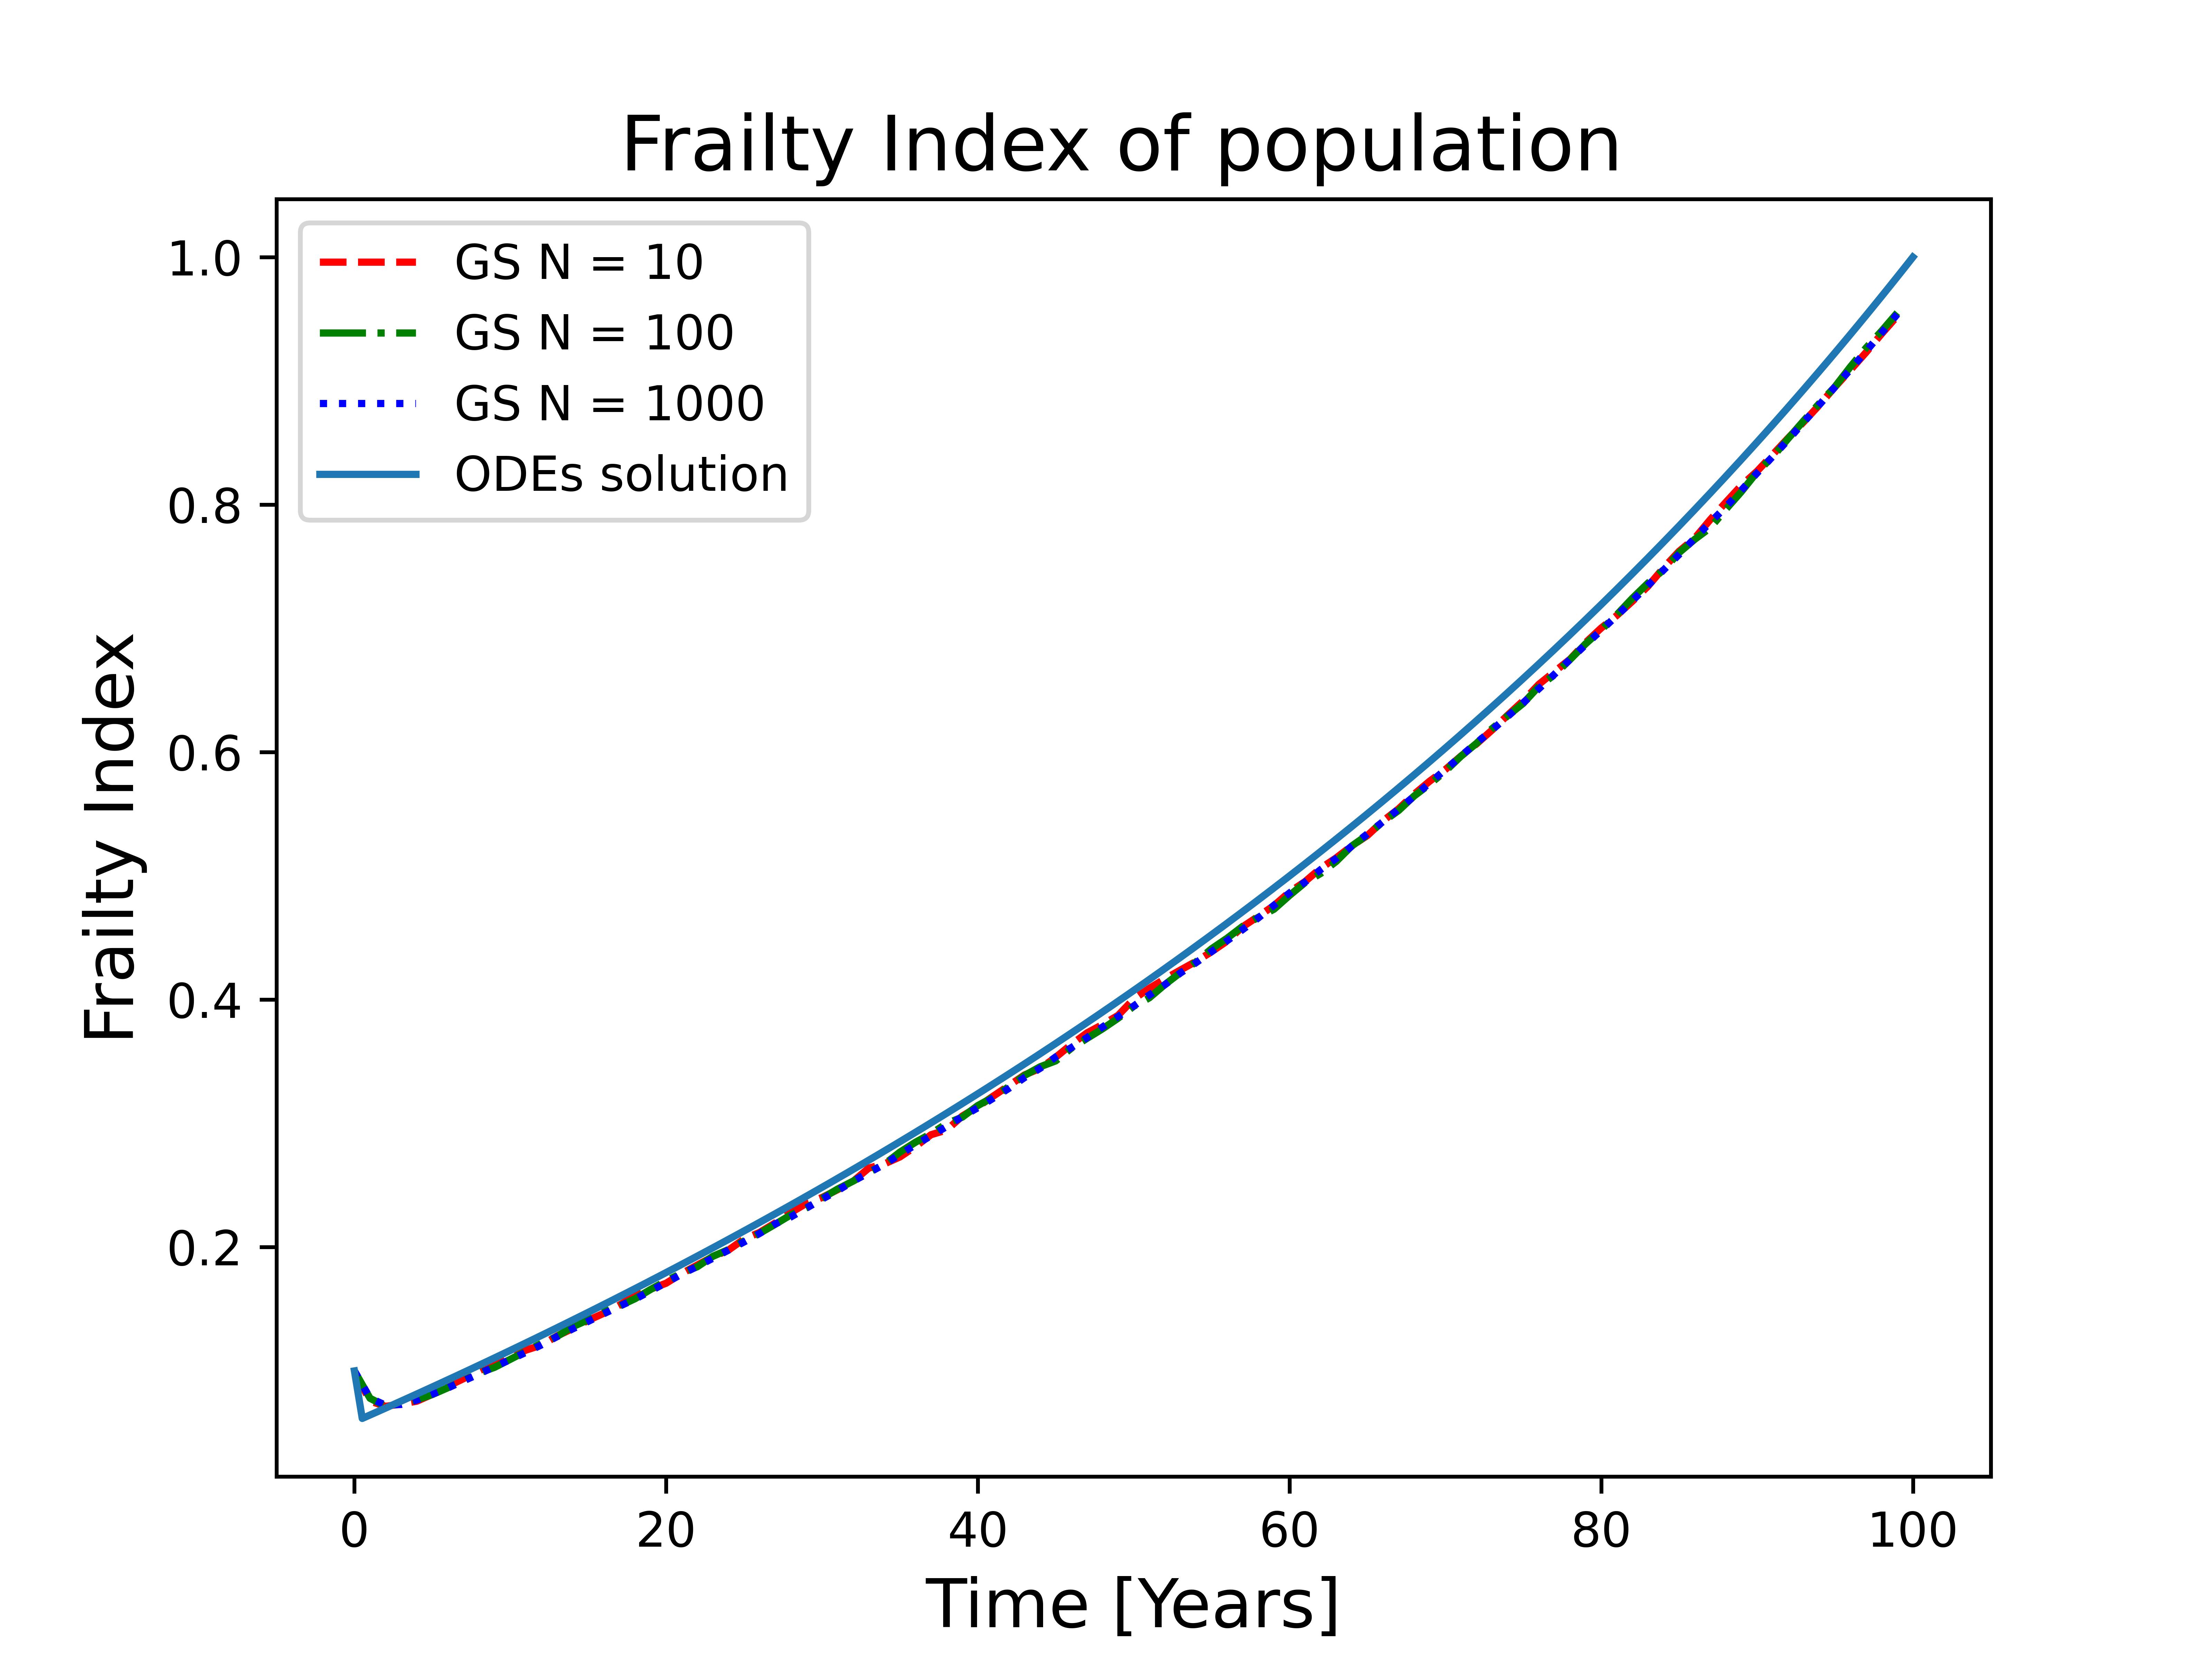 Frailty Index of population
GS N = 10
GS N = 100
GS N = 1000
ODEs solution
Frailty Index
1.0
0.8
0.6
0.4
0.2
0 20 40 60 80 100
Time [Years]